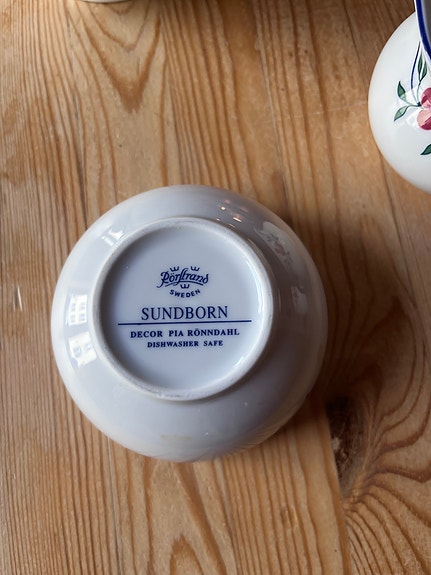 Rörstrand
SWEDEN
SUNDBORN
DECOR PIA RÖNNDAHL
DISHWASHER SAFE